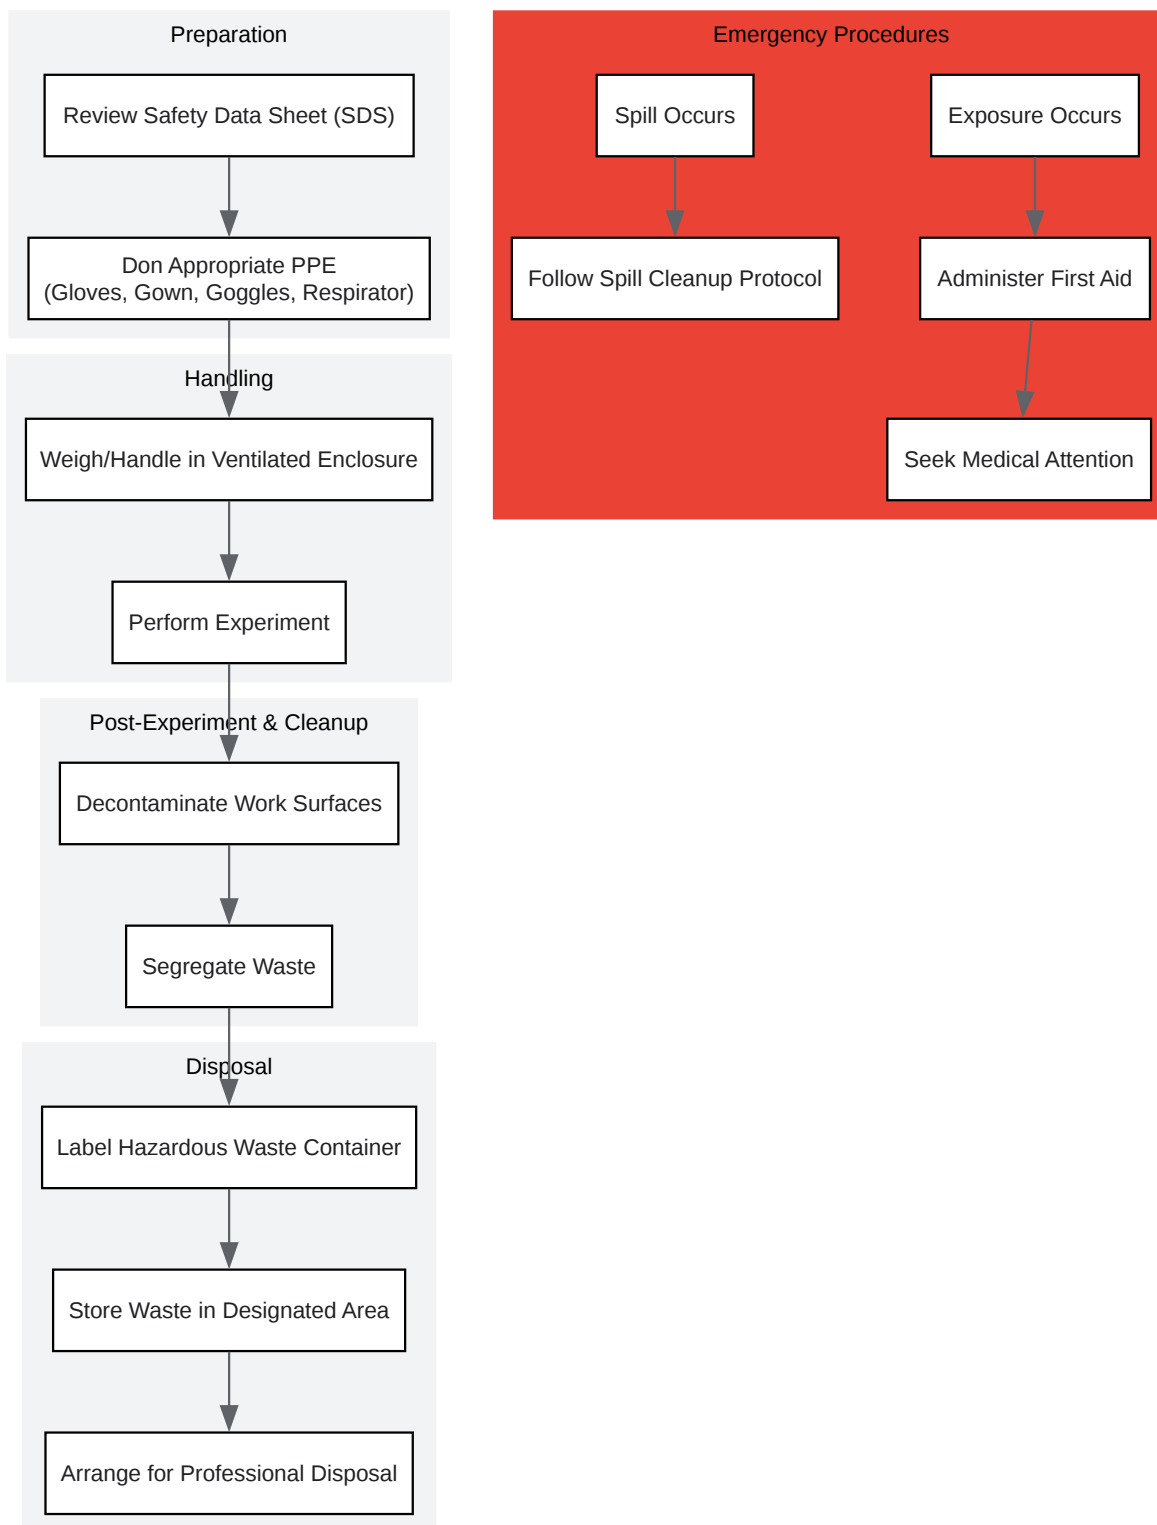 Preparation
Review Safety Data Sheet (SDS)
Don Appropriate PPE
(Gloves, Gown, Goggles, Respirator)
Handling
Weigh/Handle in Ventilated Enclosure
Perform Experiment
Post-Experiment & Cleanup
Decontaminate Work Surfaces
Segregate Waste
Disposal
Label Hazardous Waste Container
Store Waste in Designated Area
Arrange for Professional Disposal
Emergency Procedures
Spill Occurs
Follow Spill Cleanup Protocol
Exposure Occurs
Administer First Aid
Seek Medical Attention